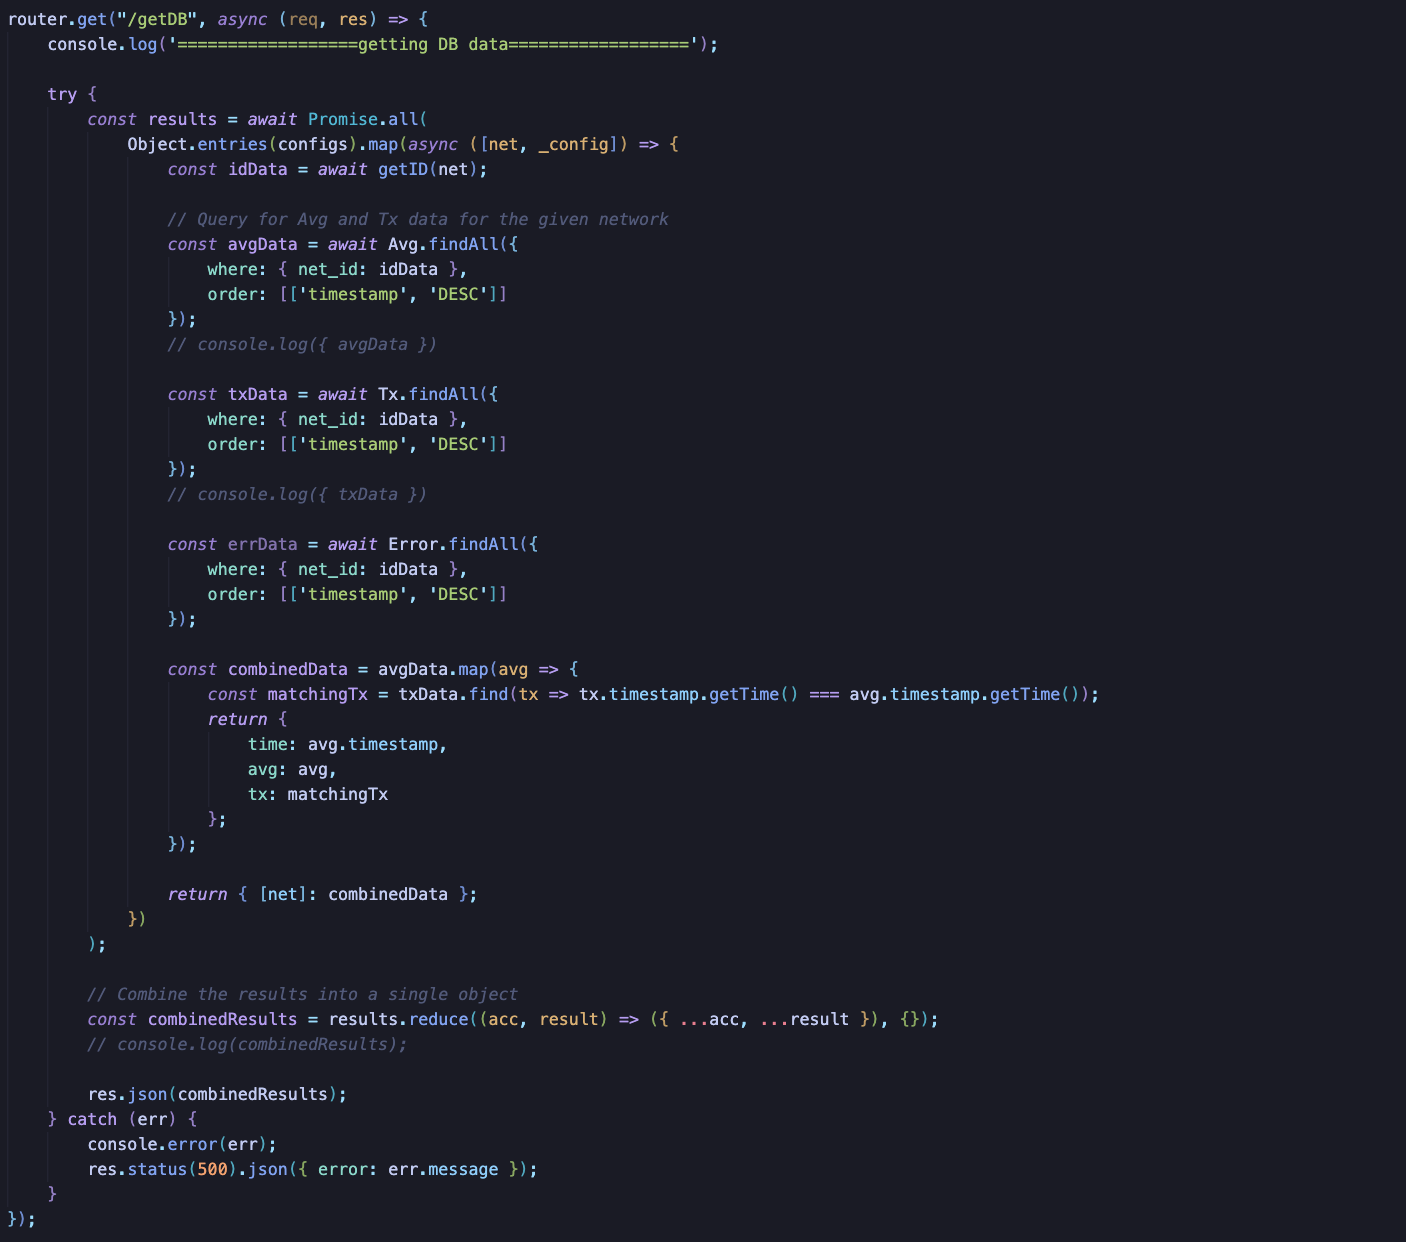 router.get("/getDB", async (req, res) => {
    console.log('==================getting DB data==================');

    try {
        const results = await Promise.all(
            Object.entries(configs).map(async ([net, _config]) => {
                const idData = await getID(net);

                // Query for Avg and Tx data for the given network
                const avgData = await Avg.findAll({
                    where: { net_id: idData },
                    order: [['timestamp', 'DESC']]
                });
                // console.log({ avgData })

                const txData = await Tx.findAll({
                    where: { net_id: idData },
                    order: [['timestamp', 'DESC']]
                });
                // console.log({ txData })

                const errData = await Error.findAll({
                    where: { net_id: idData },
                    order: [['timestamp', 'DESC']]
                });

                const combinedData = avgData.map(avg => {
                    const matchingTx = txData.find(tx => tx.timestamp.getTime() === avg.timestamp.getTime());
                    return {
                        time: avg.timestamp,
                        avg: avg,
                        tx: matchingTx
                    };
                });

                return { [net]: combinedData };
            })
        );

        // Combine the results into a single object
        const combinedResults = results.reduce((acc, result) => ({ ...acc, ...result }), {});
        // console.log(combinedResults);

        res.json(combinedResults);
    } catch (err) {
        console.error(err);
        res.status(500).json({ error: err.message });
    }
});